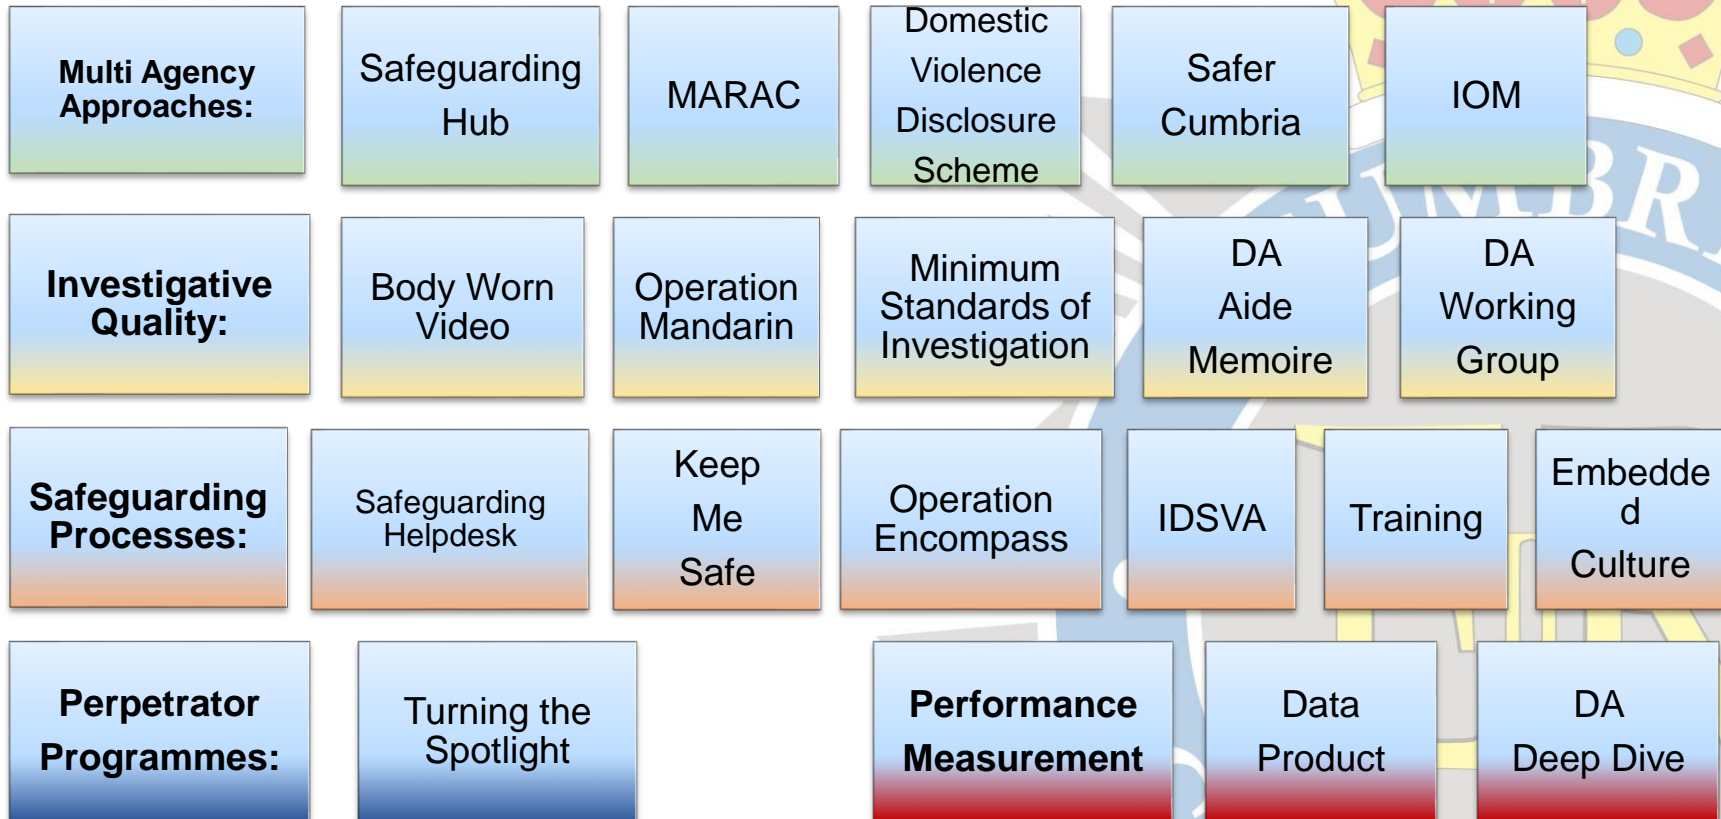 Multi Agency
Approaches:
Safeguarding
Hub
MARAC
Domestic
Violence
Disclosure
Scheme
Safer
Cumbria
IOM
Investigative
Quality:
Body Worn
Video
Operation
Mandarin
Minimum
Standards of
Investigation
DA
Aide
Memoire
DA
Working
Group
Safeguarding
Processes:
Safeguarding
Helpdesk
Keep
Me
Safe
Operation
Encompass
IDSVA
Training
Embedde
d
Culture
Perpetrator
Programmes:
Turning the
Spotlight
Performance
Measurement
Data
Product
DA
Deep Dive